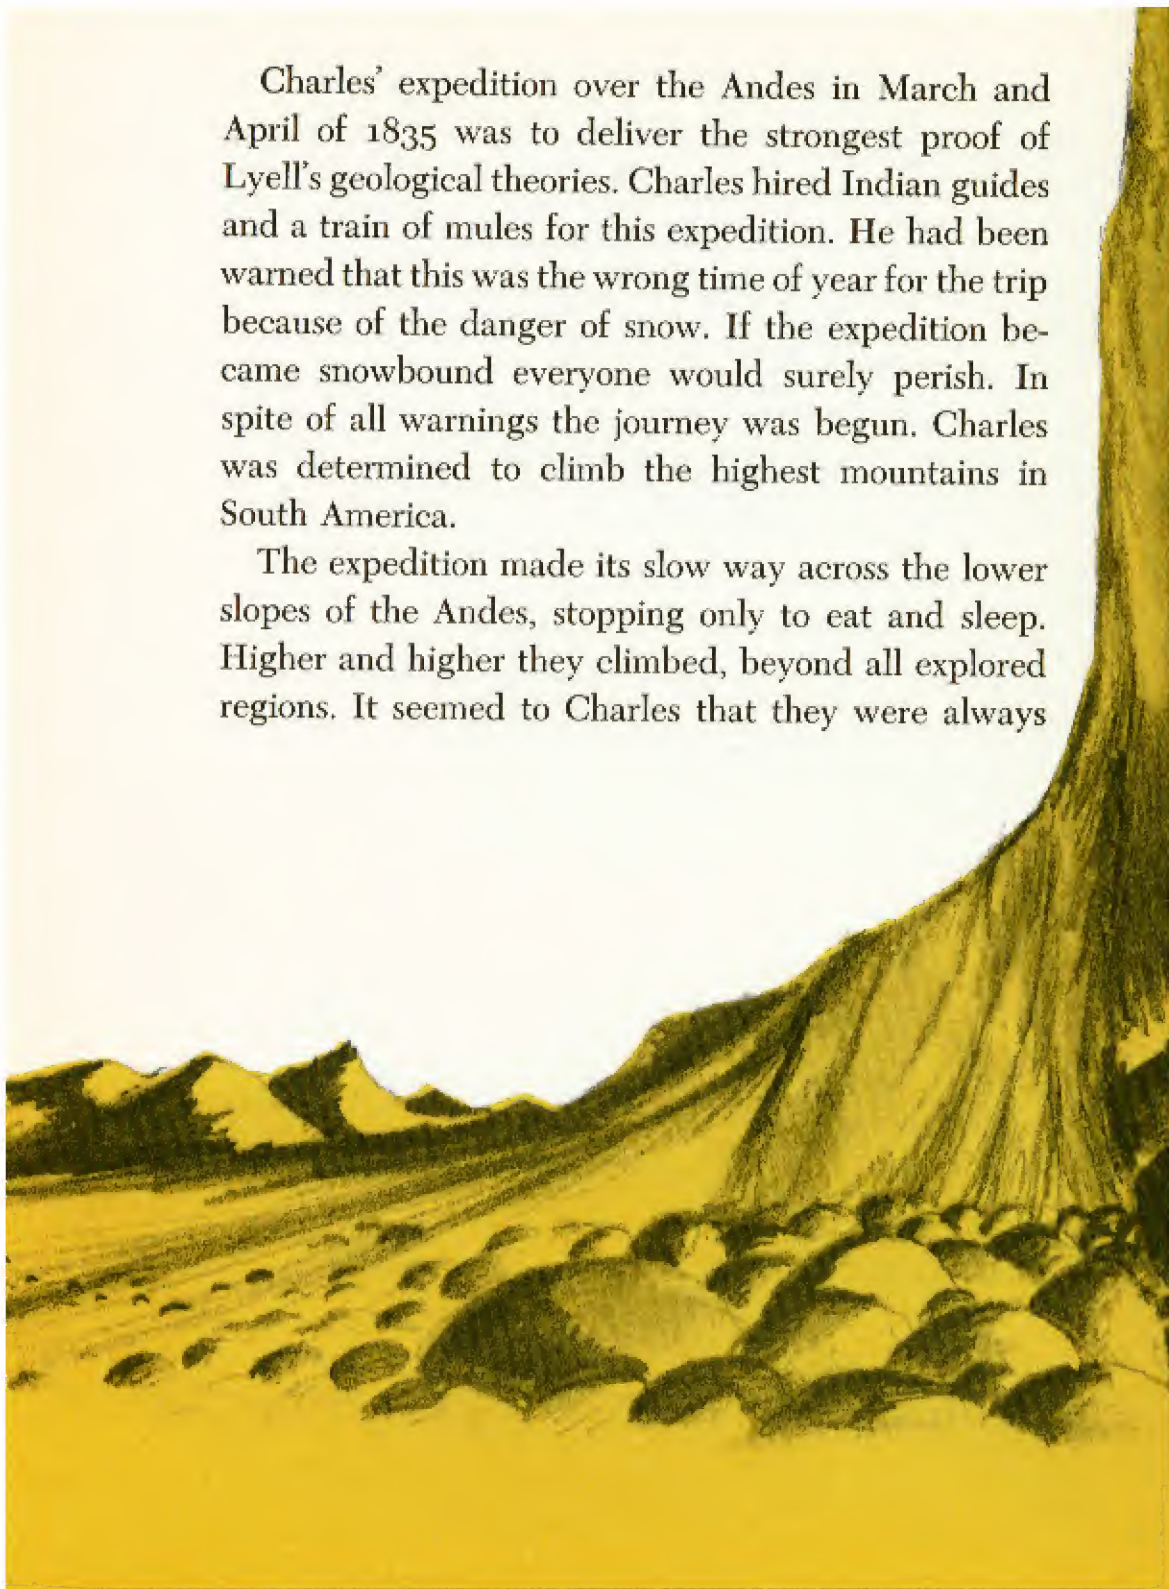 Charles’ expedition over the Andes in March and
April of 1835 was to deliver the strongest proof of
Lyell’s geological theories. Charles hired Indian guides
and a train of mules for this expedition. He had been
warned that this was the wrong time of year for the trip
because of the danger of snow. If the expedition be-
came snowbound everyone would surely perish. In
spite of all warnings the journey was begun. Charles
was determined to climb the highest mountains in
South America.
The expedition made its slow way across the lower
slopes of the Andes, stopping only to eat and sleep.
Higher and higher they climbed, beyond all explored
regions. It seemed to Charles that they were always